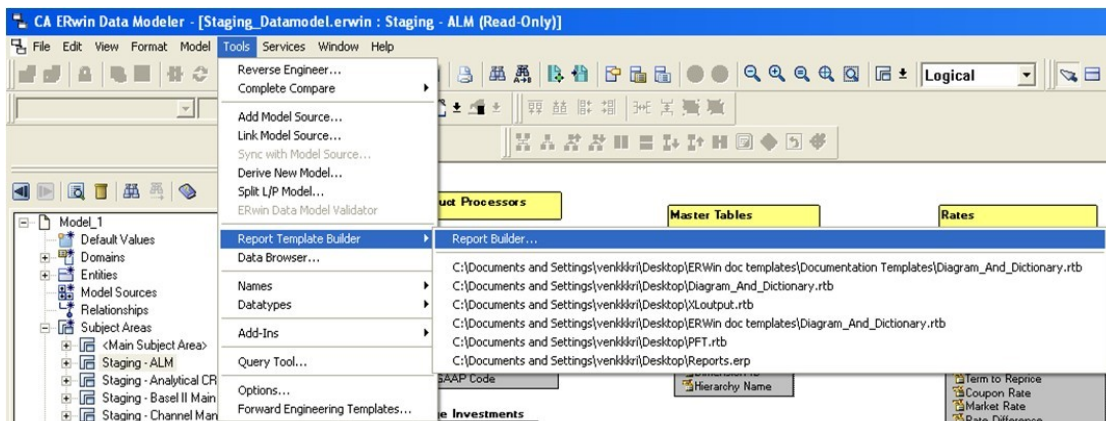 CA ERwin Data Modeler - [Staging_Datamodel.erwin : Staging - ALM (Read-Only)]
File Edit View Format Model Tools Services Window Help
Logical
Reverse Engineer...
Complete Compare
Add Model Source...
Link Model Source...
Sync with Model Source...
Derive New Model...
Split L/P Model...
ERwin Data Model Validator
Report Template Builder
Data Browser...
Names
Datatypes
Add-Ins
Query Tool...
Options...
Forward Engineering Templates...
Report Builder...
C:\Documents and Settings\venkkkri\Desktop\ERWin doc templates\Documentation Templates\Diagram_And_Dictionary.rtb
C:\Documents and Settings\venkkkri\Desktop\Diagram_And_Dictionary.rtb
C:\Documents and Settings\venkkkri\Desktop\XLoutput.rtb
C:\Documents and Settings\venkkkri\Desktop\ERWin doc templates\Diagram_And_Dictionary.rtb
C:\Documents and Settings\venkkkri\Desktop\PFT.rtb
C:\Documents and Settings\venkkkri\Desktop\Reports.erp
Model_1
Default Values
Domains
Entities
Model Sources
Relationships
Subject Areas
<Main Subject Area>
Staging - ALM
Staging - Analytical CR
Staging - Basel II Main
Staging - Channel Man
uct Processors
Master Tables
Rates
GAAP Code
Hierarchy Name
Term to Reprice
Coupon Rate
Market Rate
Rate Difference
e Investments